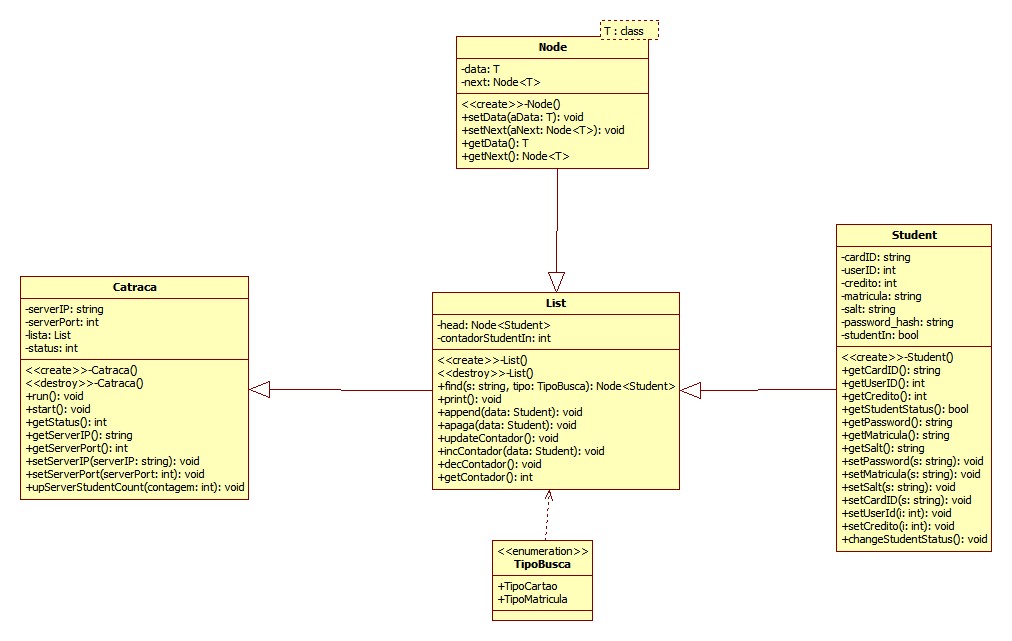 T : class
Node
-data: T
-next: Node<T>
<<create>>-Node()
+setData(aData: T): void
+setNext(aNext: Node<T>): void
+getData(): T
+getNext(): Node<T>
Catraca
-serverIP: string
-serverPort: int
-lista: List
-status: int
<<create>>-Catraca()
<<destroy>>-Catraca()
+run(): void
+start(): void
+getStatus(): int
+getServerIP(): string
+getServerPort(): int
+setServerIP(serverIP: string): void
+setServerPort(serverPort: int): void
+upServerStudentCount(contagem: int): void
List
-head: Node<Student>
-contadorStudentIn: int
<<create>>-List()
<<destroy>>-List()
+find(s: string, tipo: TipoBusca): Node<Student>
+print(): void
+append(data: Student): void
+apaga(data: Student): void
+updateContador(): void
+incContador(data: Student): void
+decContador(): void
+getContador(): int
Student
-cardID: string
-userID: int
-credito: int
-matricula: string
-salt: string
-password_hash: string
-studentIn: bool
<<create>>-Student()
+getCardID(): string
+getUserID(): int
+getCredito(): int
+getStudentStatus(): bool
+getPassword(): string
+getMatricula(): string
+getSalt(): string
+setPassword(s: string): void
+setMatricula(s: string): void
+setSalt(s: string): void
+setCardID(s: string): void
+setUserId(i: int): void
+setCredito(i: int): void
+changeStudentStatus(): void
<<enumeration>>
TipoBusca
+TipoCartao
+TipoMatricula